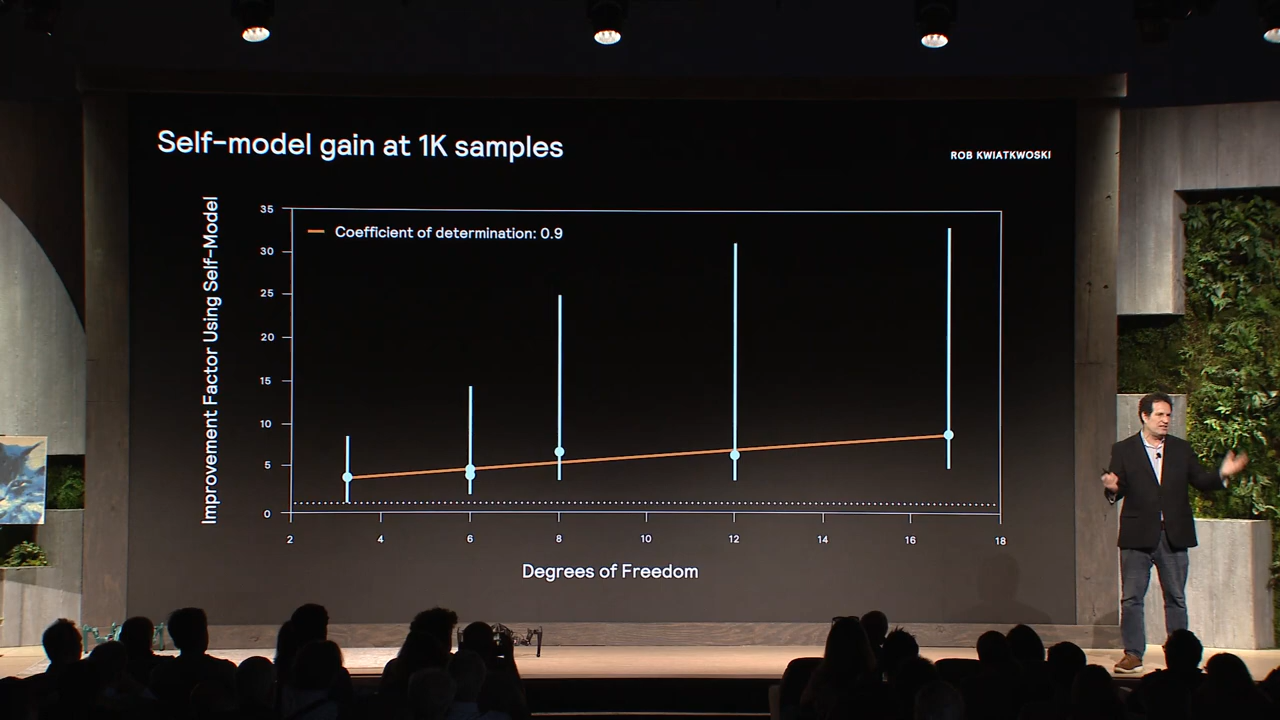 Self-model gain at 1K samples
ROB KWIATKWOSKI
Improvement Factor Using Self-Model
35
30
25
20
15
10
5
0
Coefficient of determination: 0.9
2 4 6 8 10 12 14 16 18
Degrees of Freedom